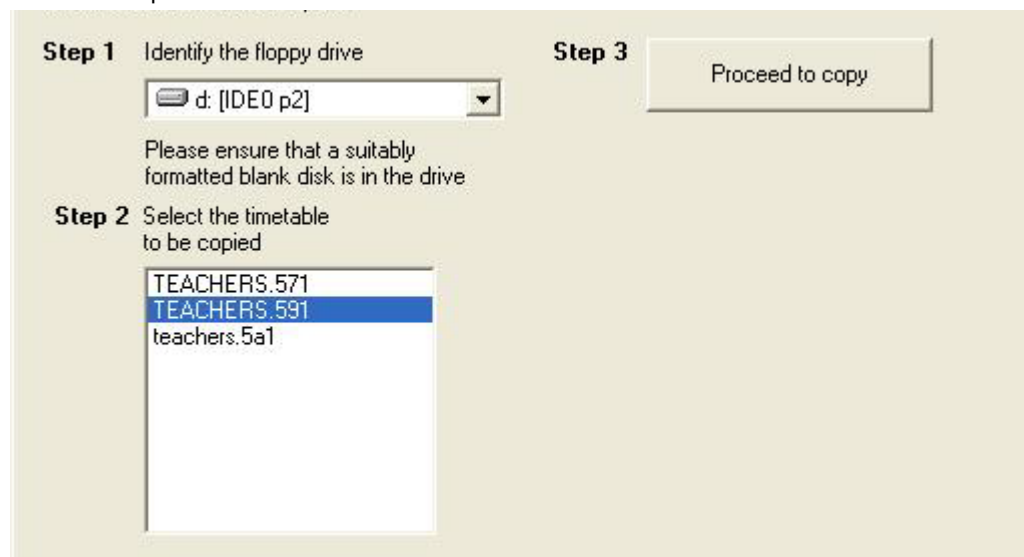 Step 1 Identify the floppy drive
d: [IDE0 p2]
Please ensure that a suitably
formatted blank disk is in the drive
Step 2 Select the timetable
to be copied
TEACHERS.571
TEACHERS.591
teachers.5a1
Step 3 Proceed to copy